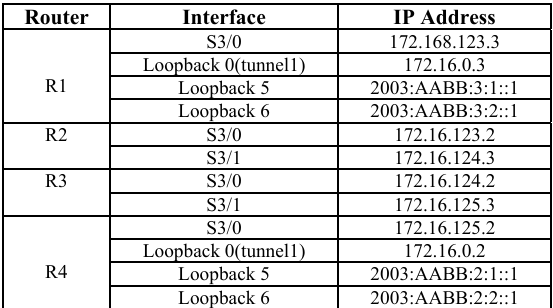 Router Interface IP Address
R1 S3/0 172.168.123.3
Loopback 0(tunnel1) 172.16.0.3
Loopback 5 2003:AABB:3:1::1
Loopback 6 2003:AABB:3:2::1
R2 S3/0 172.16.123.2
S3/1 172.16.124.3
R3 S3/0 172.16.124.2
S3/1 172.16.125.3
R4 S3/0 172.16.125.2
Loopback 0(tunnel1) 172.16.0.2
Loopback 5 2003:AABB:2:1::1
Loopback 6 2003:AABB:2:2::1